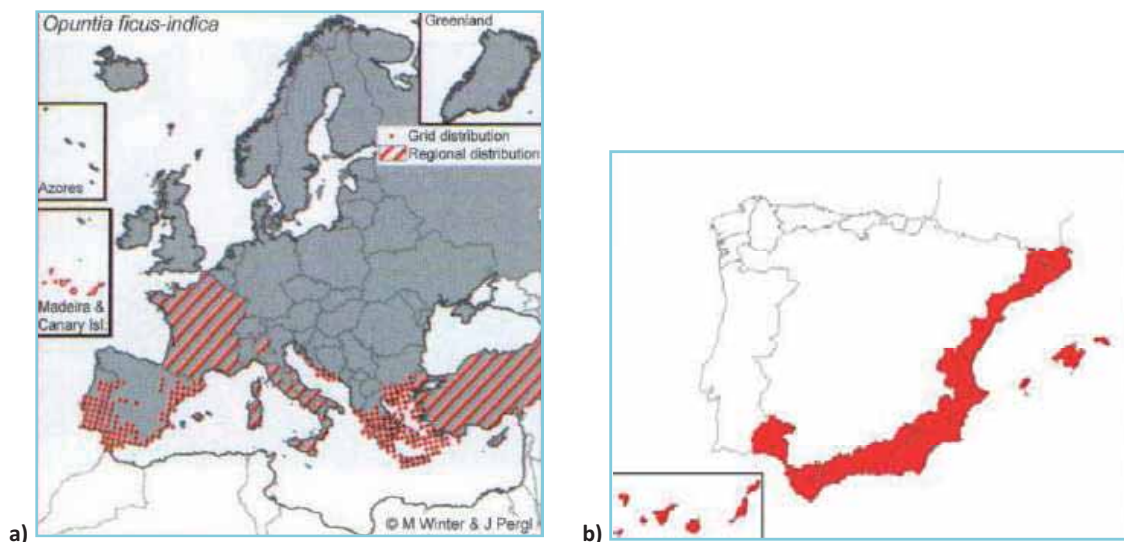 Opuntia ficus-indica
Greenland
Grid distribution
Regional distribution
Azores
Madeira &
Canary Isl.
© M Winter & J Pergl
a)
b)